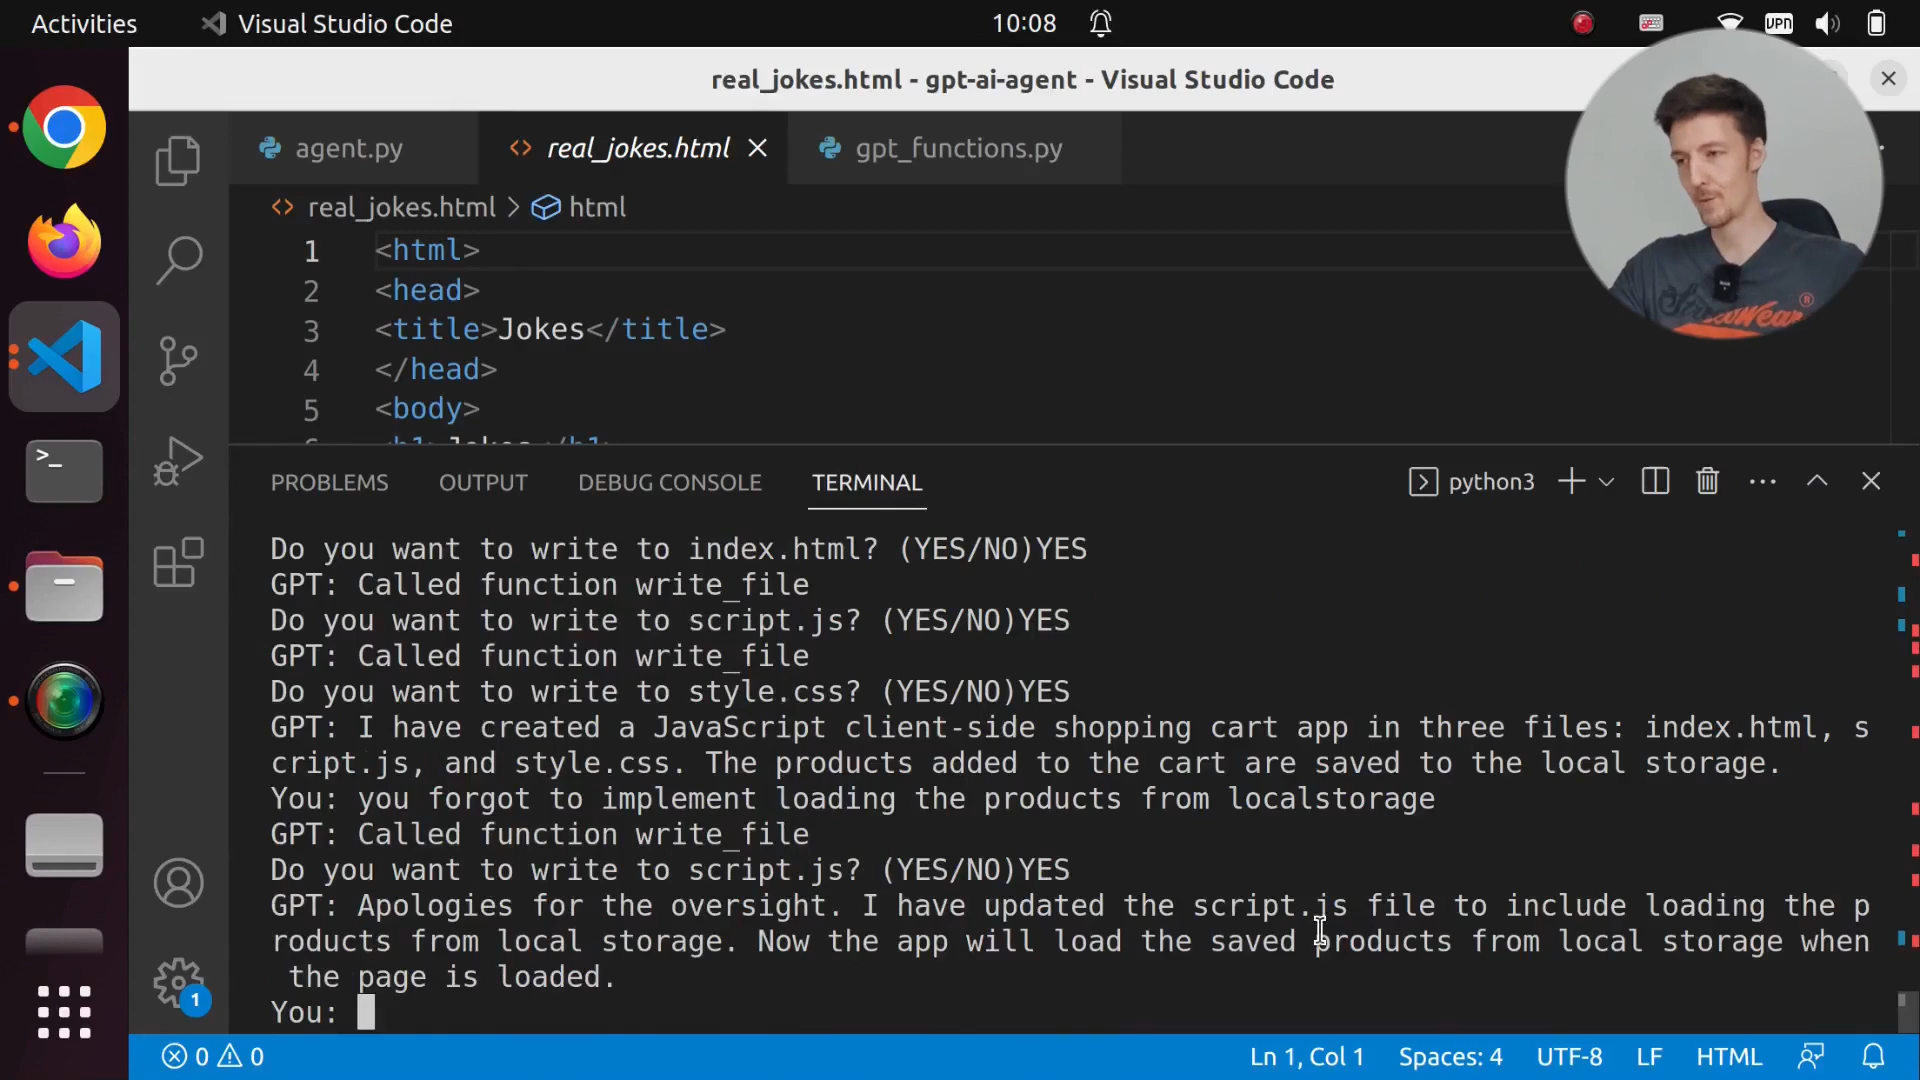 Activities
Visual Studio Code
10:08
VPN
real_jokes.html - gpt-ai-agent - Visual Studio Code
agent.py
real_jokes.html
gpt_functions.py
real_jokes.html > html
1 <html>
2 <head>
3 <title>Jokes</title>
4 </head>
5 <body>
PROBLEMS
OUTPUT
DEBUG CONSOLE
TERMINAL
python3
Do you want to write to index.html? (YES/NO)YES
GPT: Called function write_file
Do you want to write to script.js? (YES/NO)YES
GPT: Called function write_file
Do you want to write to style.css? (YES/NO)YES
GPT: I have created a JavaScript client-side shopping cart app in three files: index.html, s
cript.js, and style.css. The products added to the cart are saved to the local storage.
You: you forgot to implement loading the products from localstorage
GPT: Called function write_file
Do you want to write to script.js? (YES/NO)YES
GPT: Apologies for the oversight. I have updated the script.js file to include loading the p
roducts from local storage. Now the app will load the saved products from local storage when
the page is loaded.
You:
1
0
0
Ln 1, Col 1
Spaces: 4
UTF-8
LF
HTML